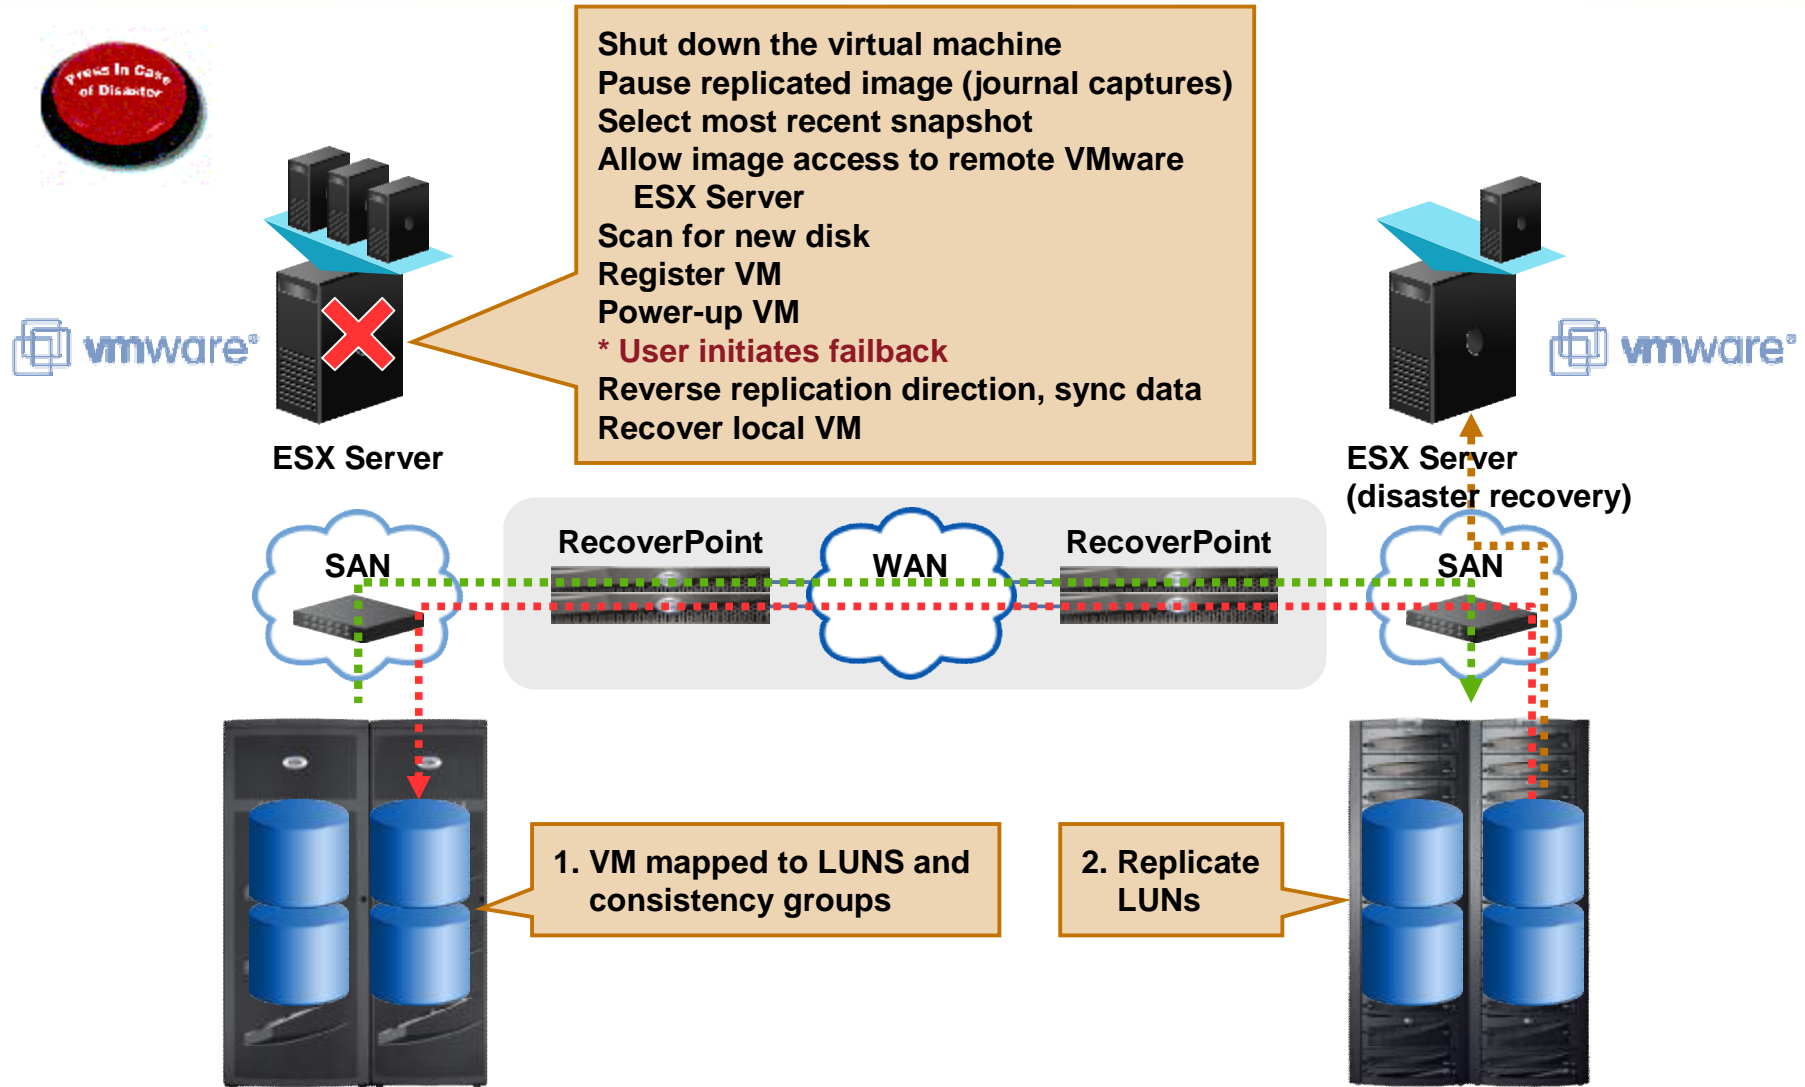 Press In Case
of Disaster
Shut down the virtual machine
Pause replicated image (journal captures)
Select most recent snapshot
Allow image access to remote VMware
ESX Server
Scan for new disk
Register VM
Power-up VM
* User initiates failback
Reverse replication direction, sync data
Recover local VM
vmware®
vmware®
ESX Server
ESX Server
(disaster recovery)
SAN
RecoverPoint
WAN
RecoverPoint
SAN
1. VM mapped to LUNS and
consistency groups
2. Replicate
LUNs